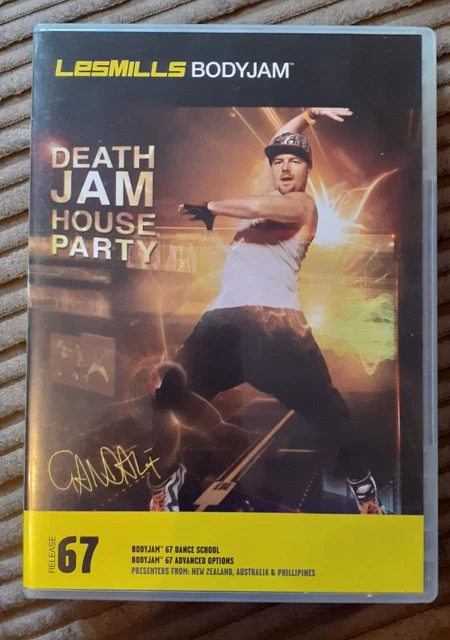 LesMILLS BODYJAM™
DEATH
JAM
HOUSE
PARTY
GANDALF
RELEASE
67
BODYJAM™ 67 DANCE SCHOOL
BODYJAM™ 67 ADVANCED OPTIONS
PRESENTERS FROM: NEW ZEALAND, AUSTRALIA & PHILLIPINES